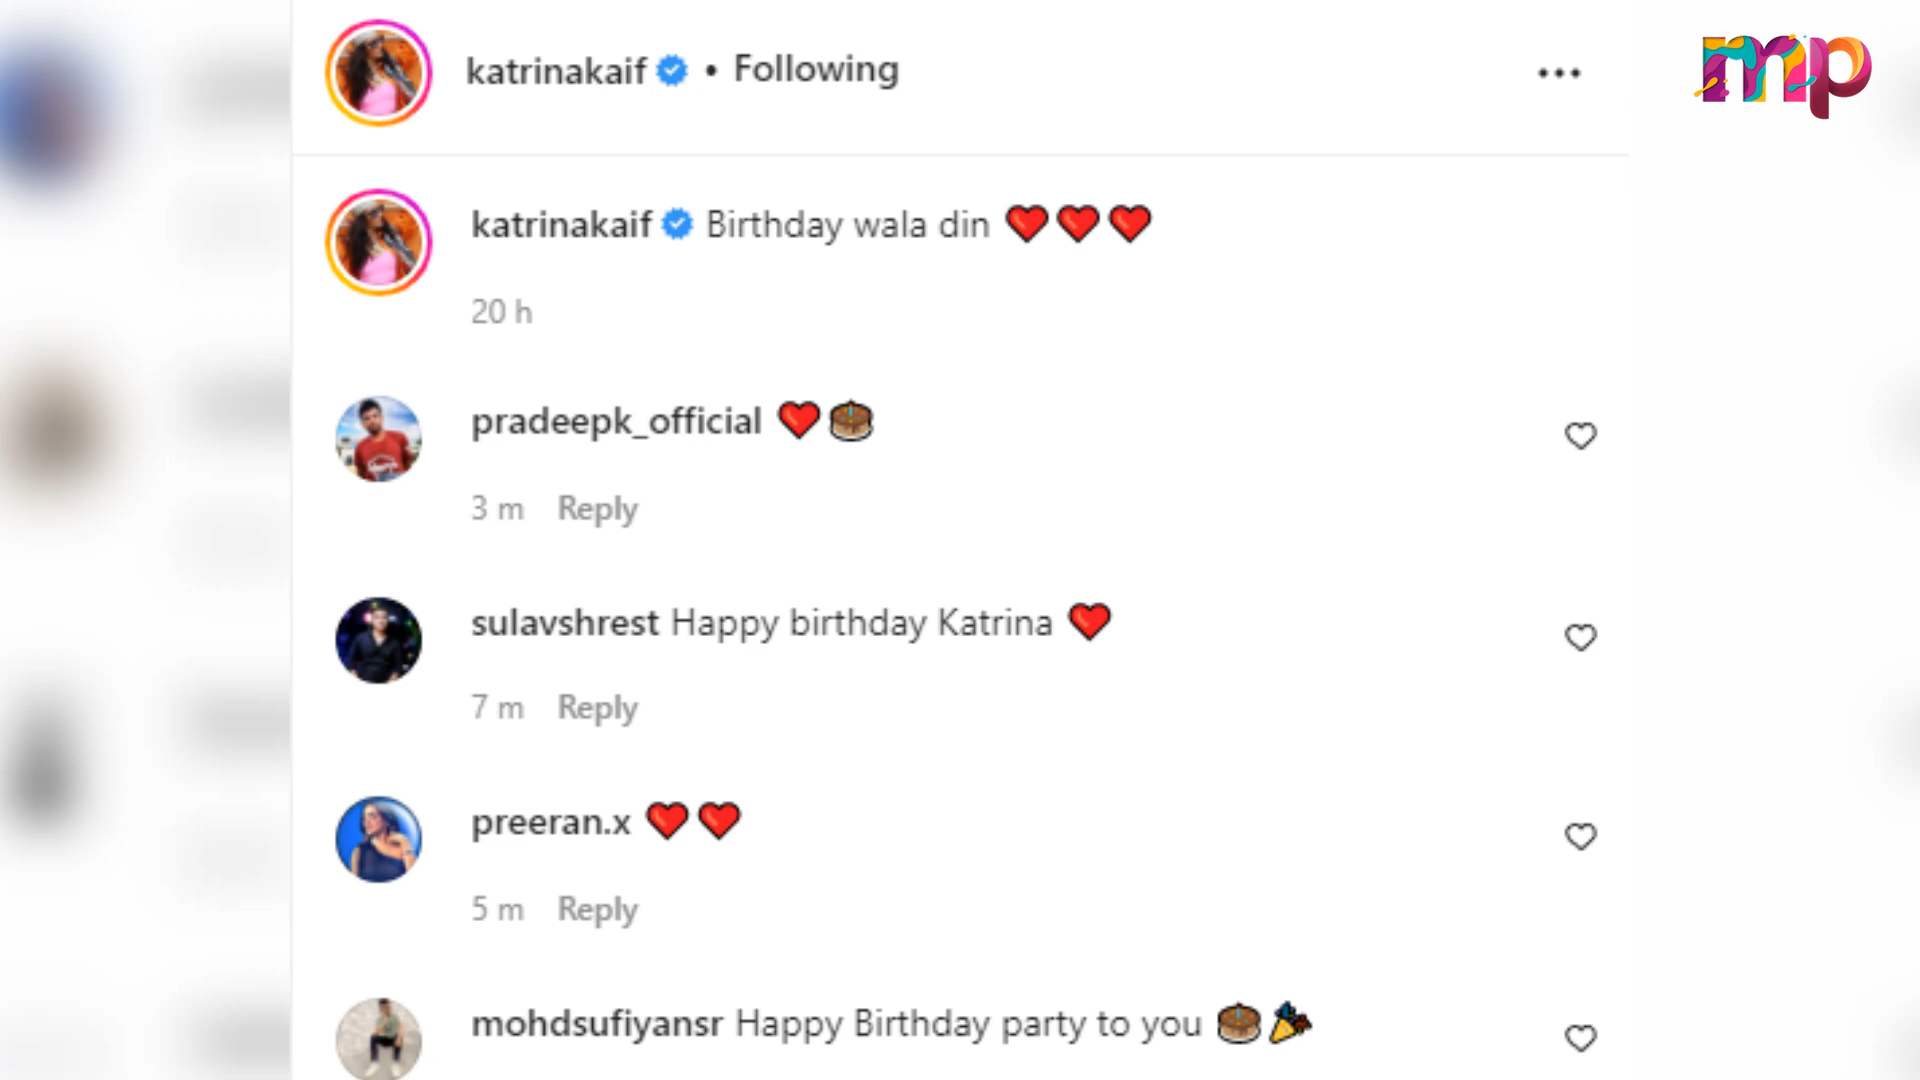 katrinakaif • Following
mp
katrinakaif Birthday wala din ❤️❤️❤️
20 h
pradeepk_official ❤️🎂
3 m Reply
sulavshrest Happy birthday Katrina ❤️
7 m Reply
preeran.x ❤️❤️
5 m Reply
mohdsufiyansr Happy Birthday party to you 🎂🎉